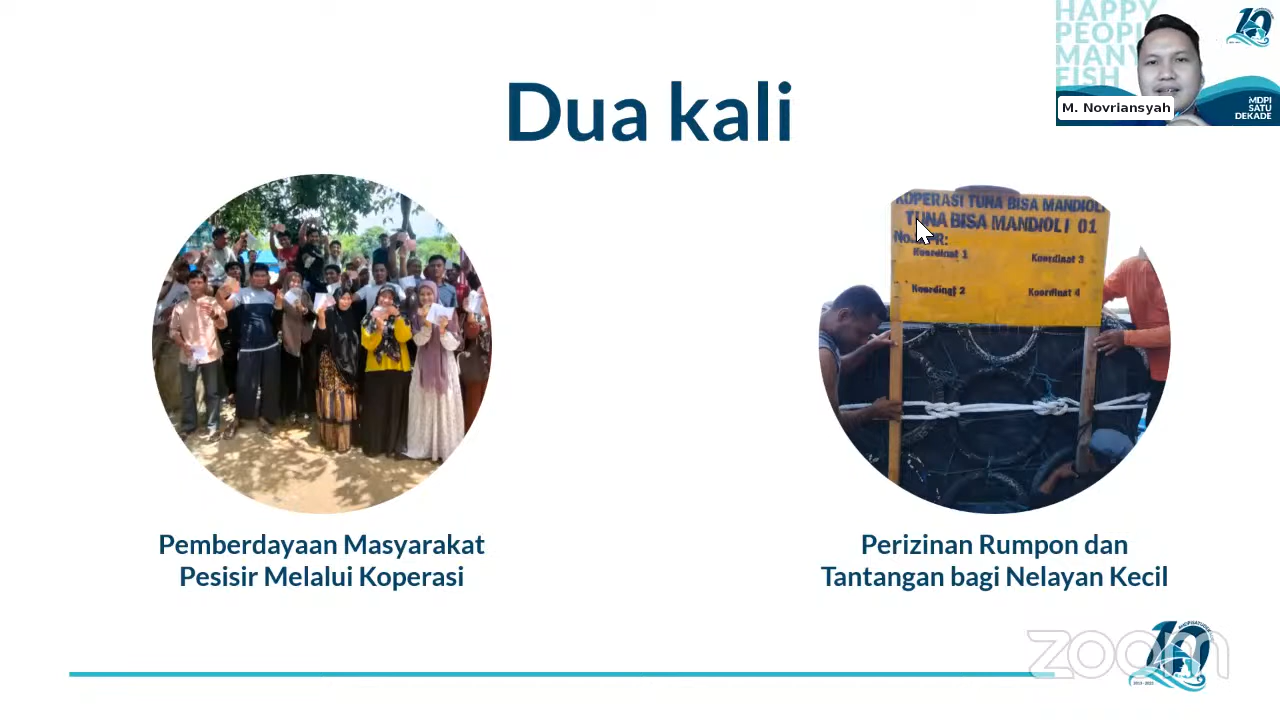 HAPPY
PEOPL
MANY
FISH
M. Novriansyah
MDPI
SATU
DEKADE
10
Dua kali
KOPERASI TUNA BISA MANDIOLI
TUNA BISA MANDIOLI 01
Koordinat 1
Koordinat 3
Koordinat 2
Koordinat 4
Pemberdayaan Masyarakat
Pesisir Melalui Koperasi
Perizinan Rumpon dan
Tantangan bagi Nelayan Kecil
zoom
10